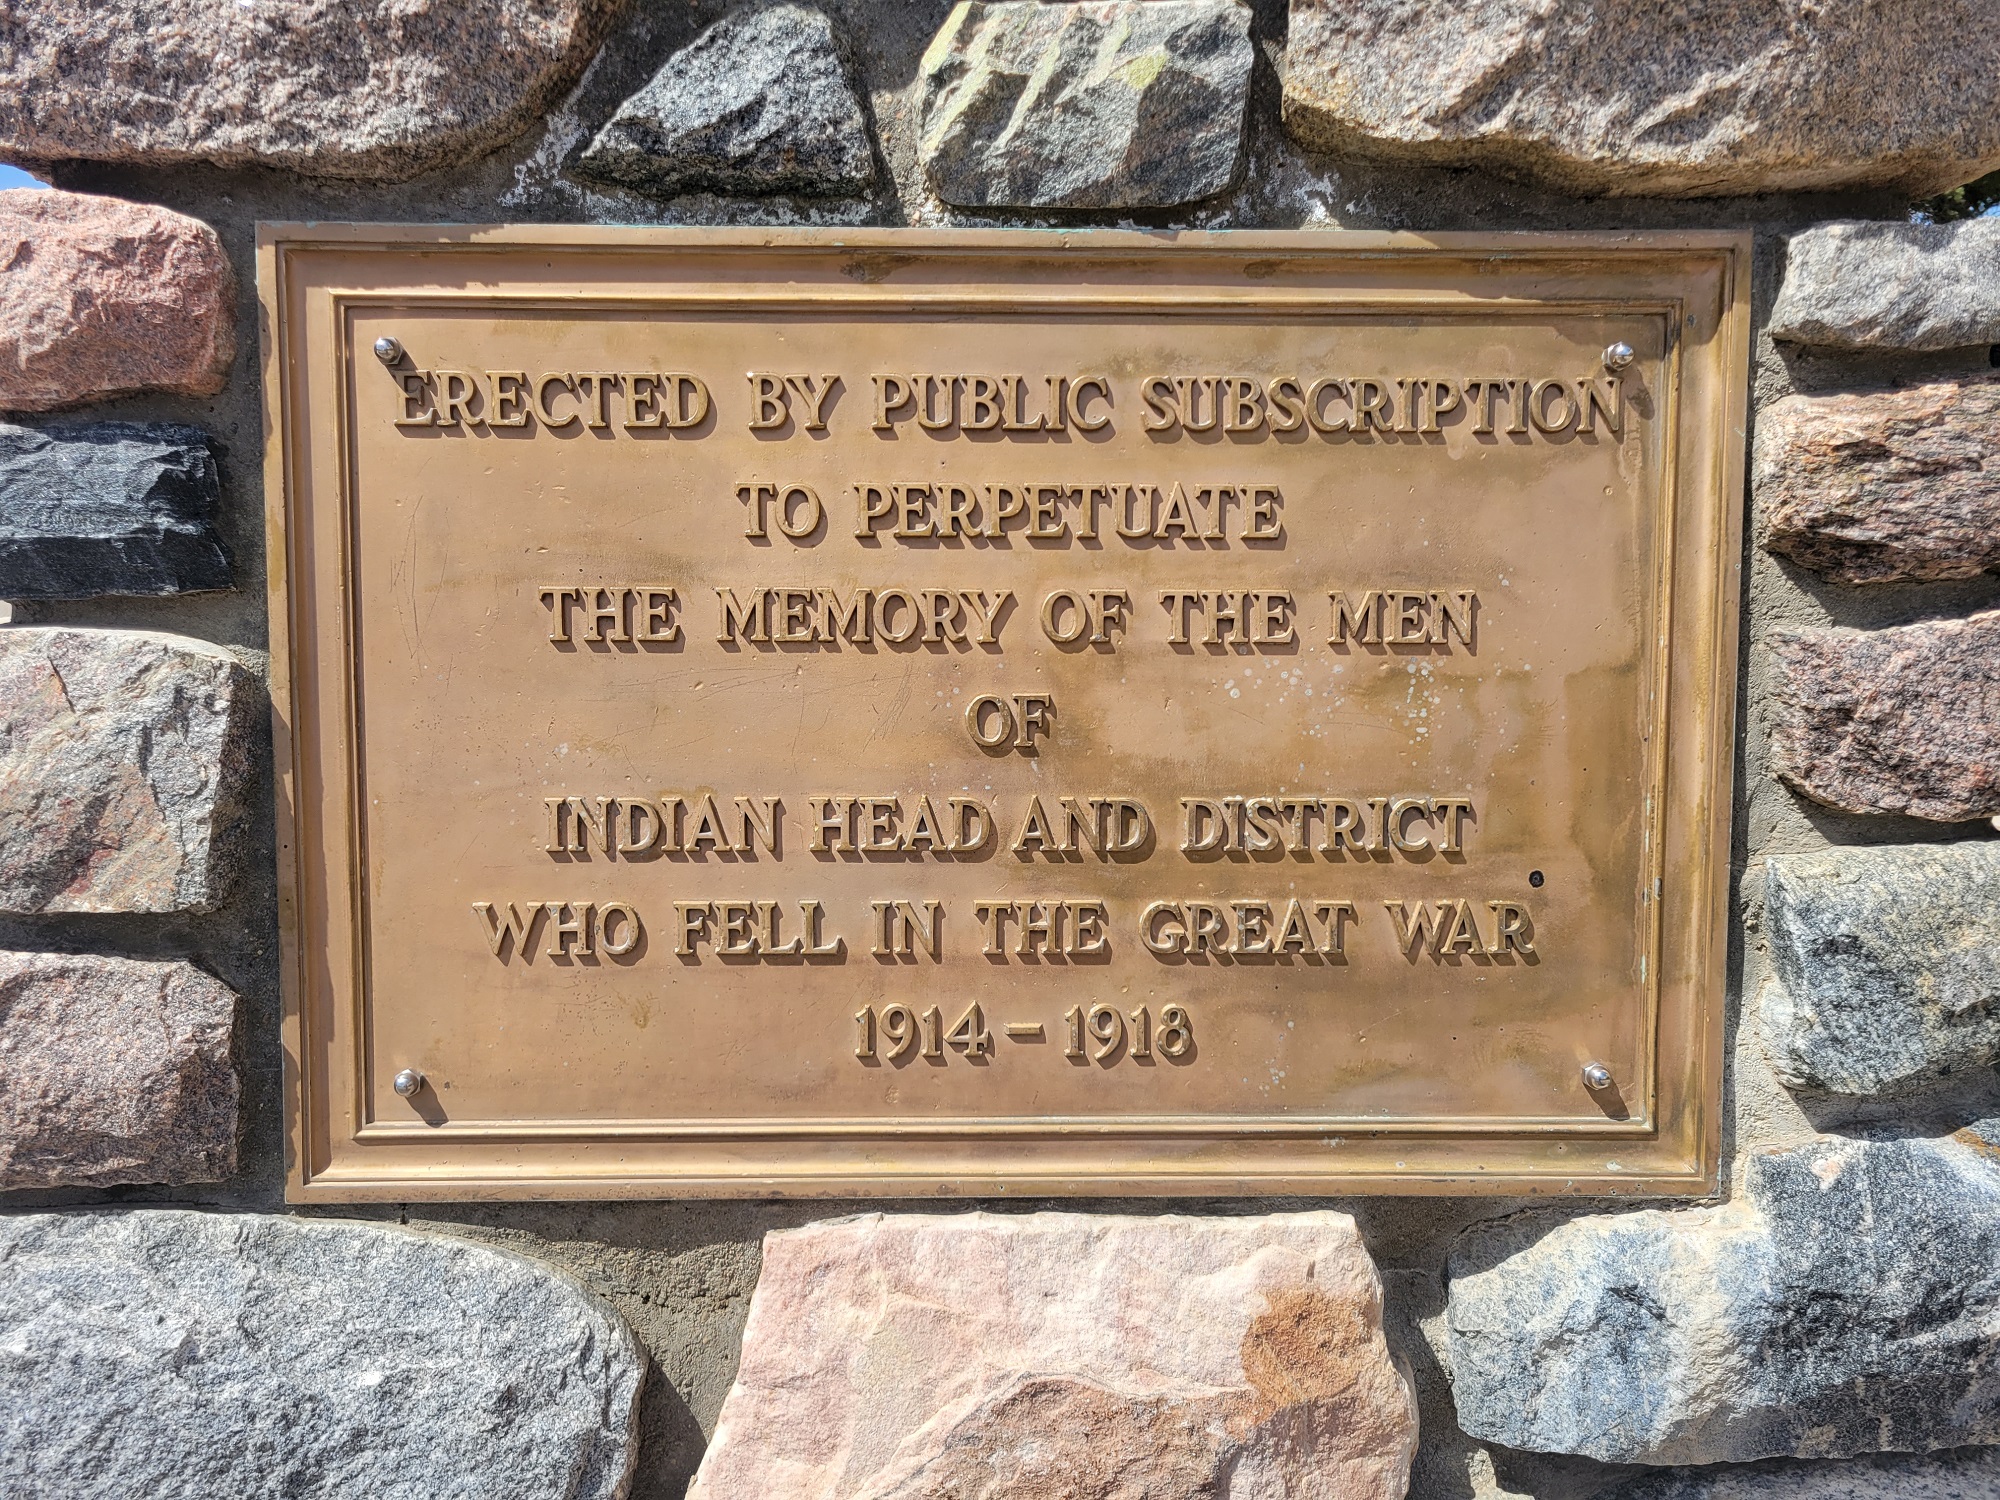 ERECTED BY PUBLIC SUBSCRIPTION
TO PERPETUATE
THE MEMORY OF THE MEN
OF
INDIAN HEAD AND DISTRICT
WHO FELL IN THE GREAT WAR
1914 – 1918